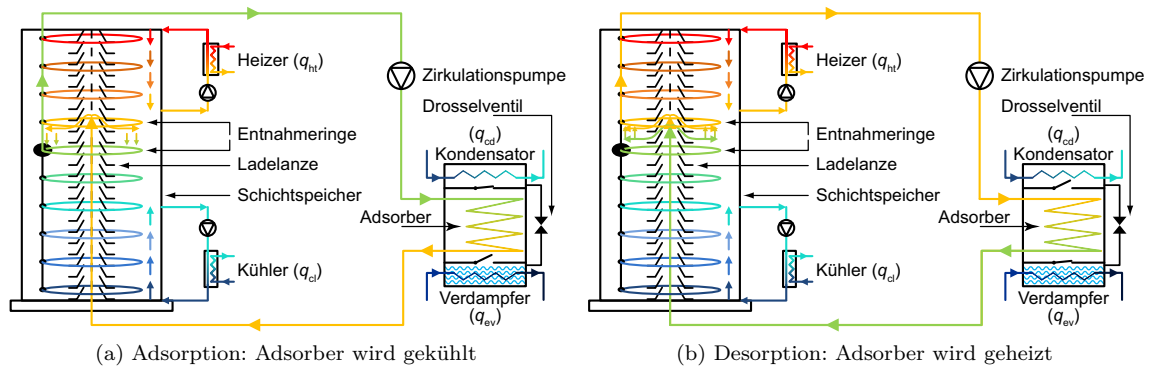 Heizer (q_ht)
Zirkulationspumpe
Drosselventil
(q_cd)
Entnahmeringe
Kondensator
Ladelanze
Schichtspeicher
Adsorber
Kühler (q_cl)
Verdampfer
(q_ev)
(a) Adsorption: Adsorber wird gekühlt
Heizer (q_ht)
Zirkulationspumpe
Drosselventil
(q_cd)
Entnahmeringe
Kondensator
Ladelanze
Schichtspeicher
Adsorber
Kühler (q_cl)
Verdampfer
(q_ev)
(b) Desorption: Adsorber wird geheizt